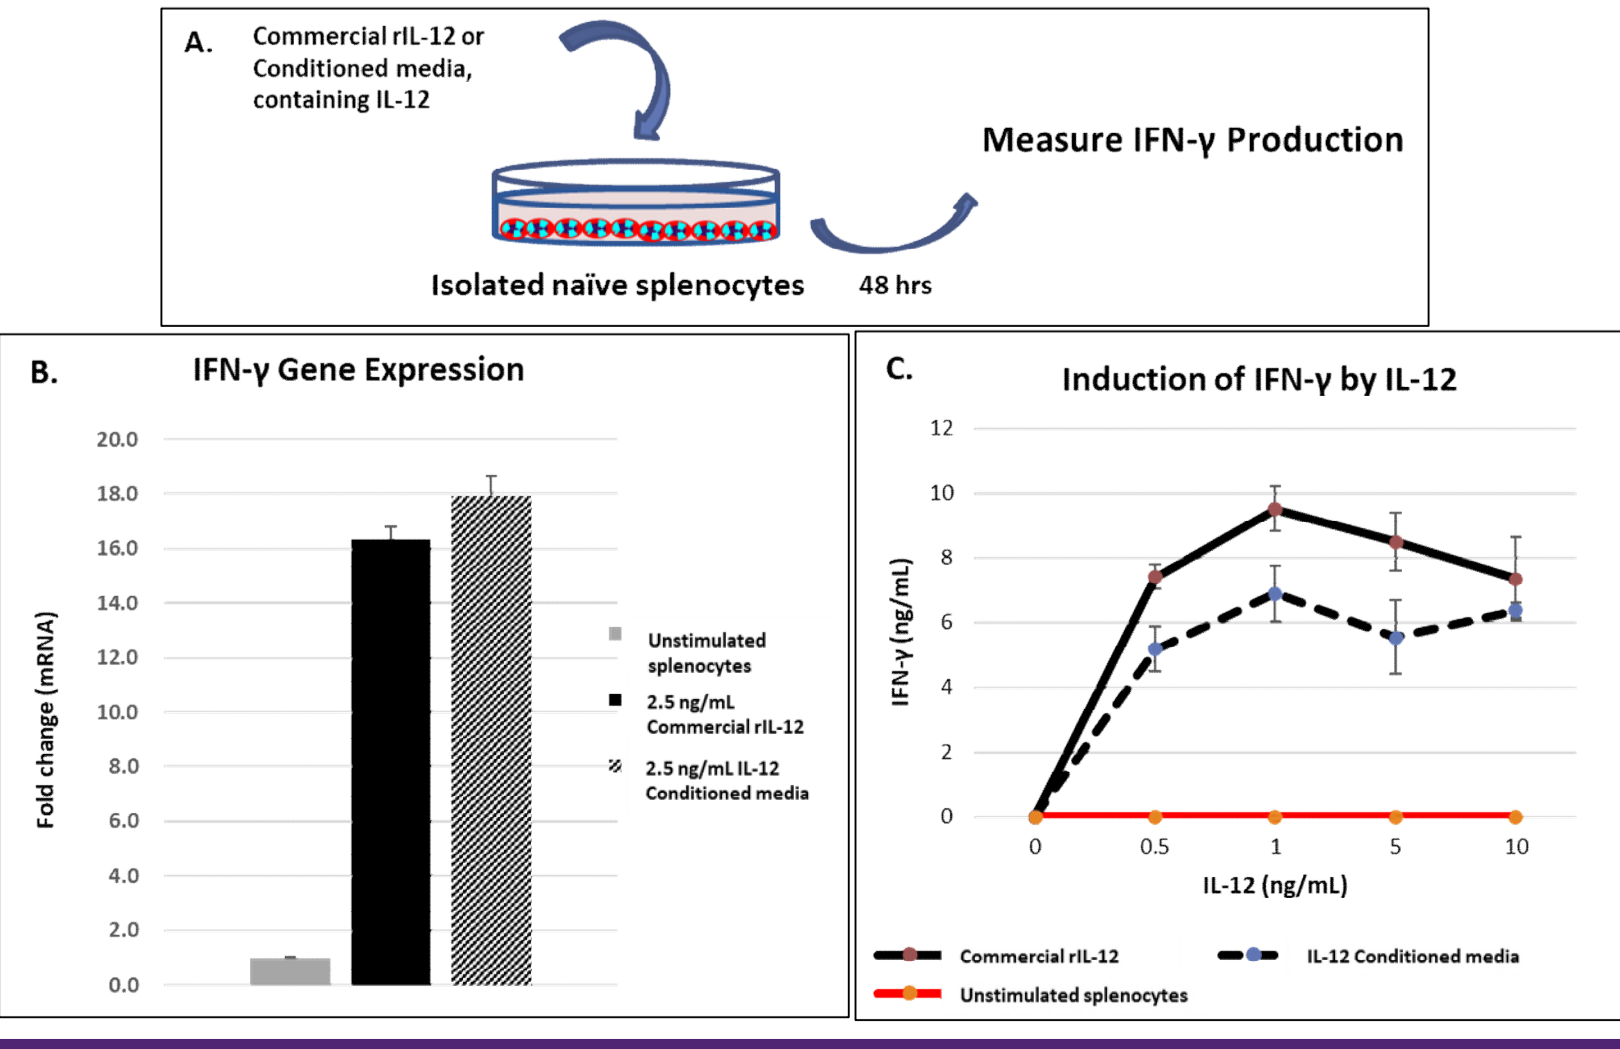 A.
Commercial rIL-12 or
Conditioned media,
containing IL-12
Measure IFN-γ Production
Isolated naïve splenocytes
48 hrs
B.
IFN-γ Gene Expression
20.0
18.0
16.0
14.0
12.0
10.0
8.0
6.0
4.0
2.0
0.0
Fold change (mRNA)
Unstimulated
splenocytes
2.5 ng/mL
Commercial rIL-12
2.5 ng/mL IL-12
Conditioned media
C.
Induction of IFN-γ by IL-12
12
10
8
6
4
2
0
IFN-γ (ng/mL)
0 0.5 1 5 10
IL-12 (ng/mL)
Commercial rIL-12 IL-12 Conditioned media
Unstimulated splenocytes